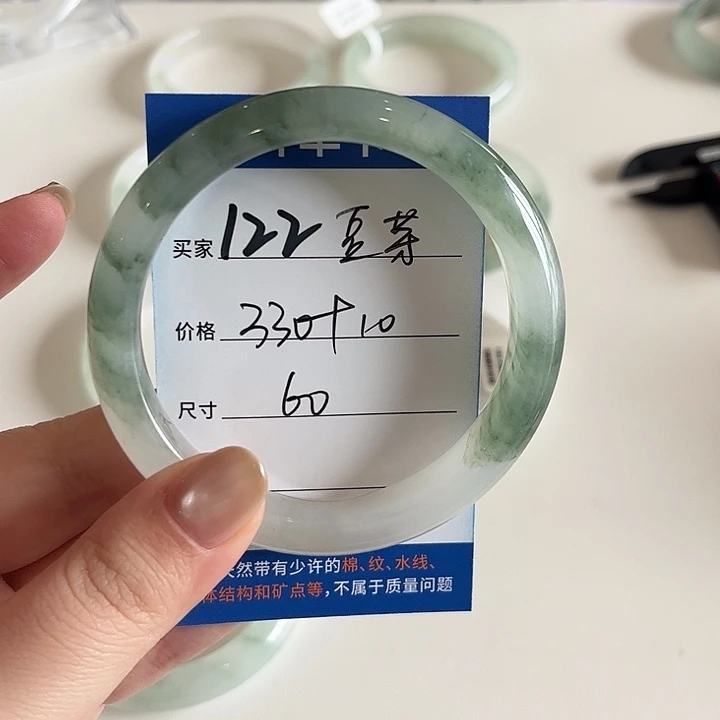 买家 122 豆芽
价格 330+10
尺寸 60
然带有少许的棉、纹、水线、
体结构和矿点等,不属于质量问题